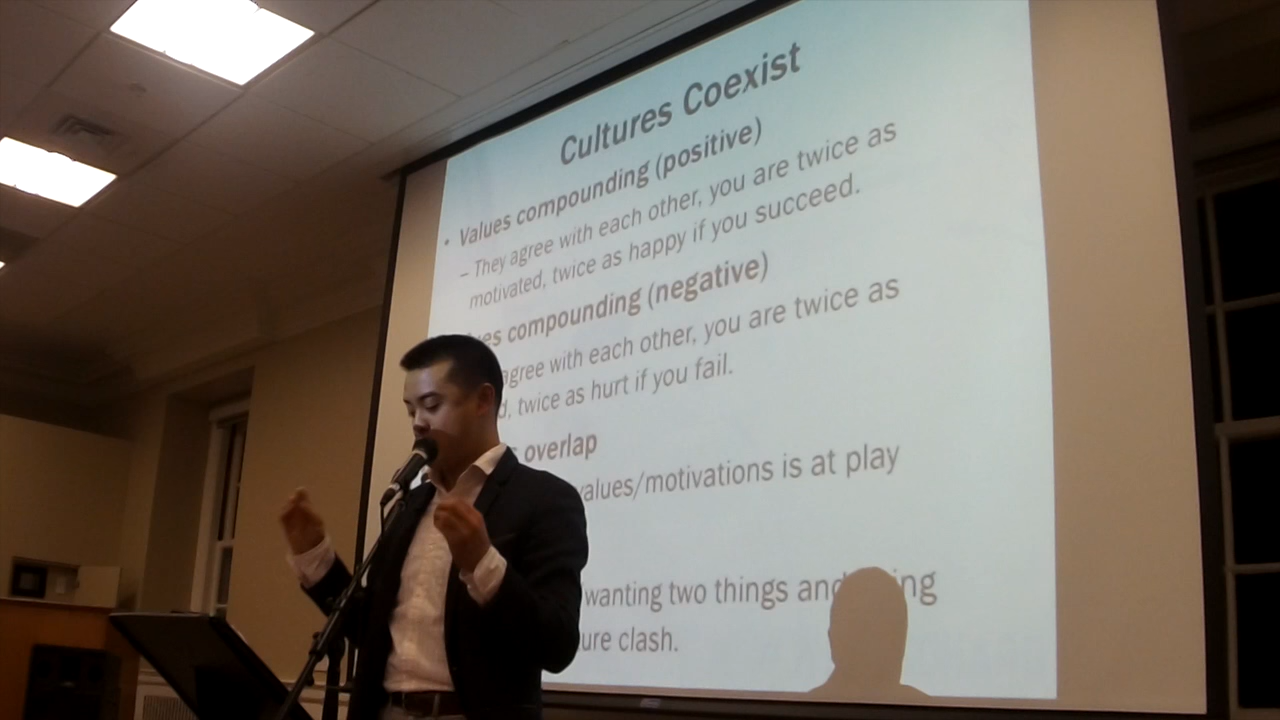 Cultures Coexist
• Values compounding (positive)
– They agree with each other, you are twice as
motivated, twice as happy if you succeed.
compounding (negative)
agree with each other, you are twice as
twice as hurt if you fail.
overlap
values/motivations is at play
wanting two things and
clash.